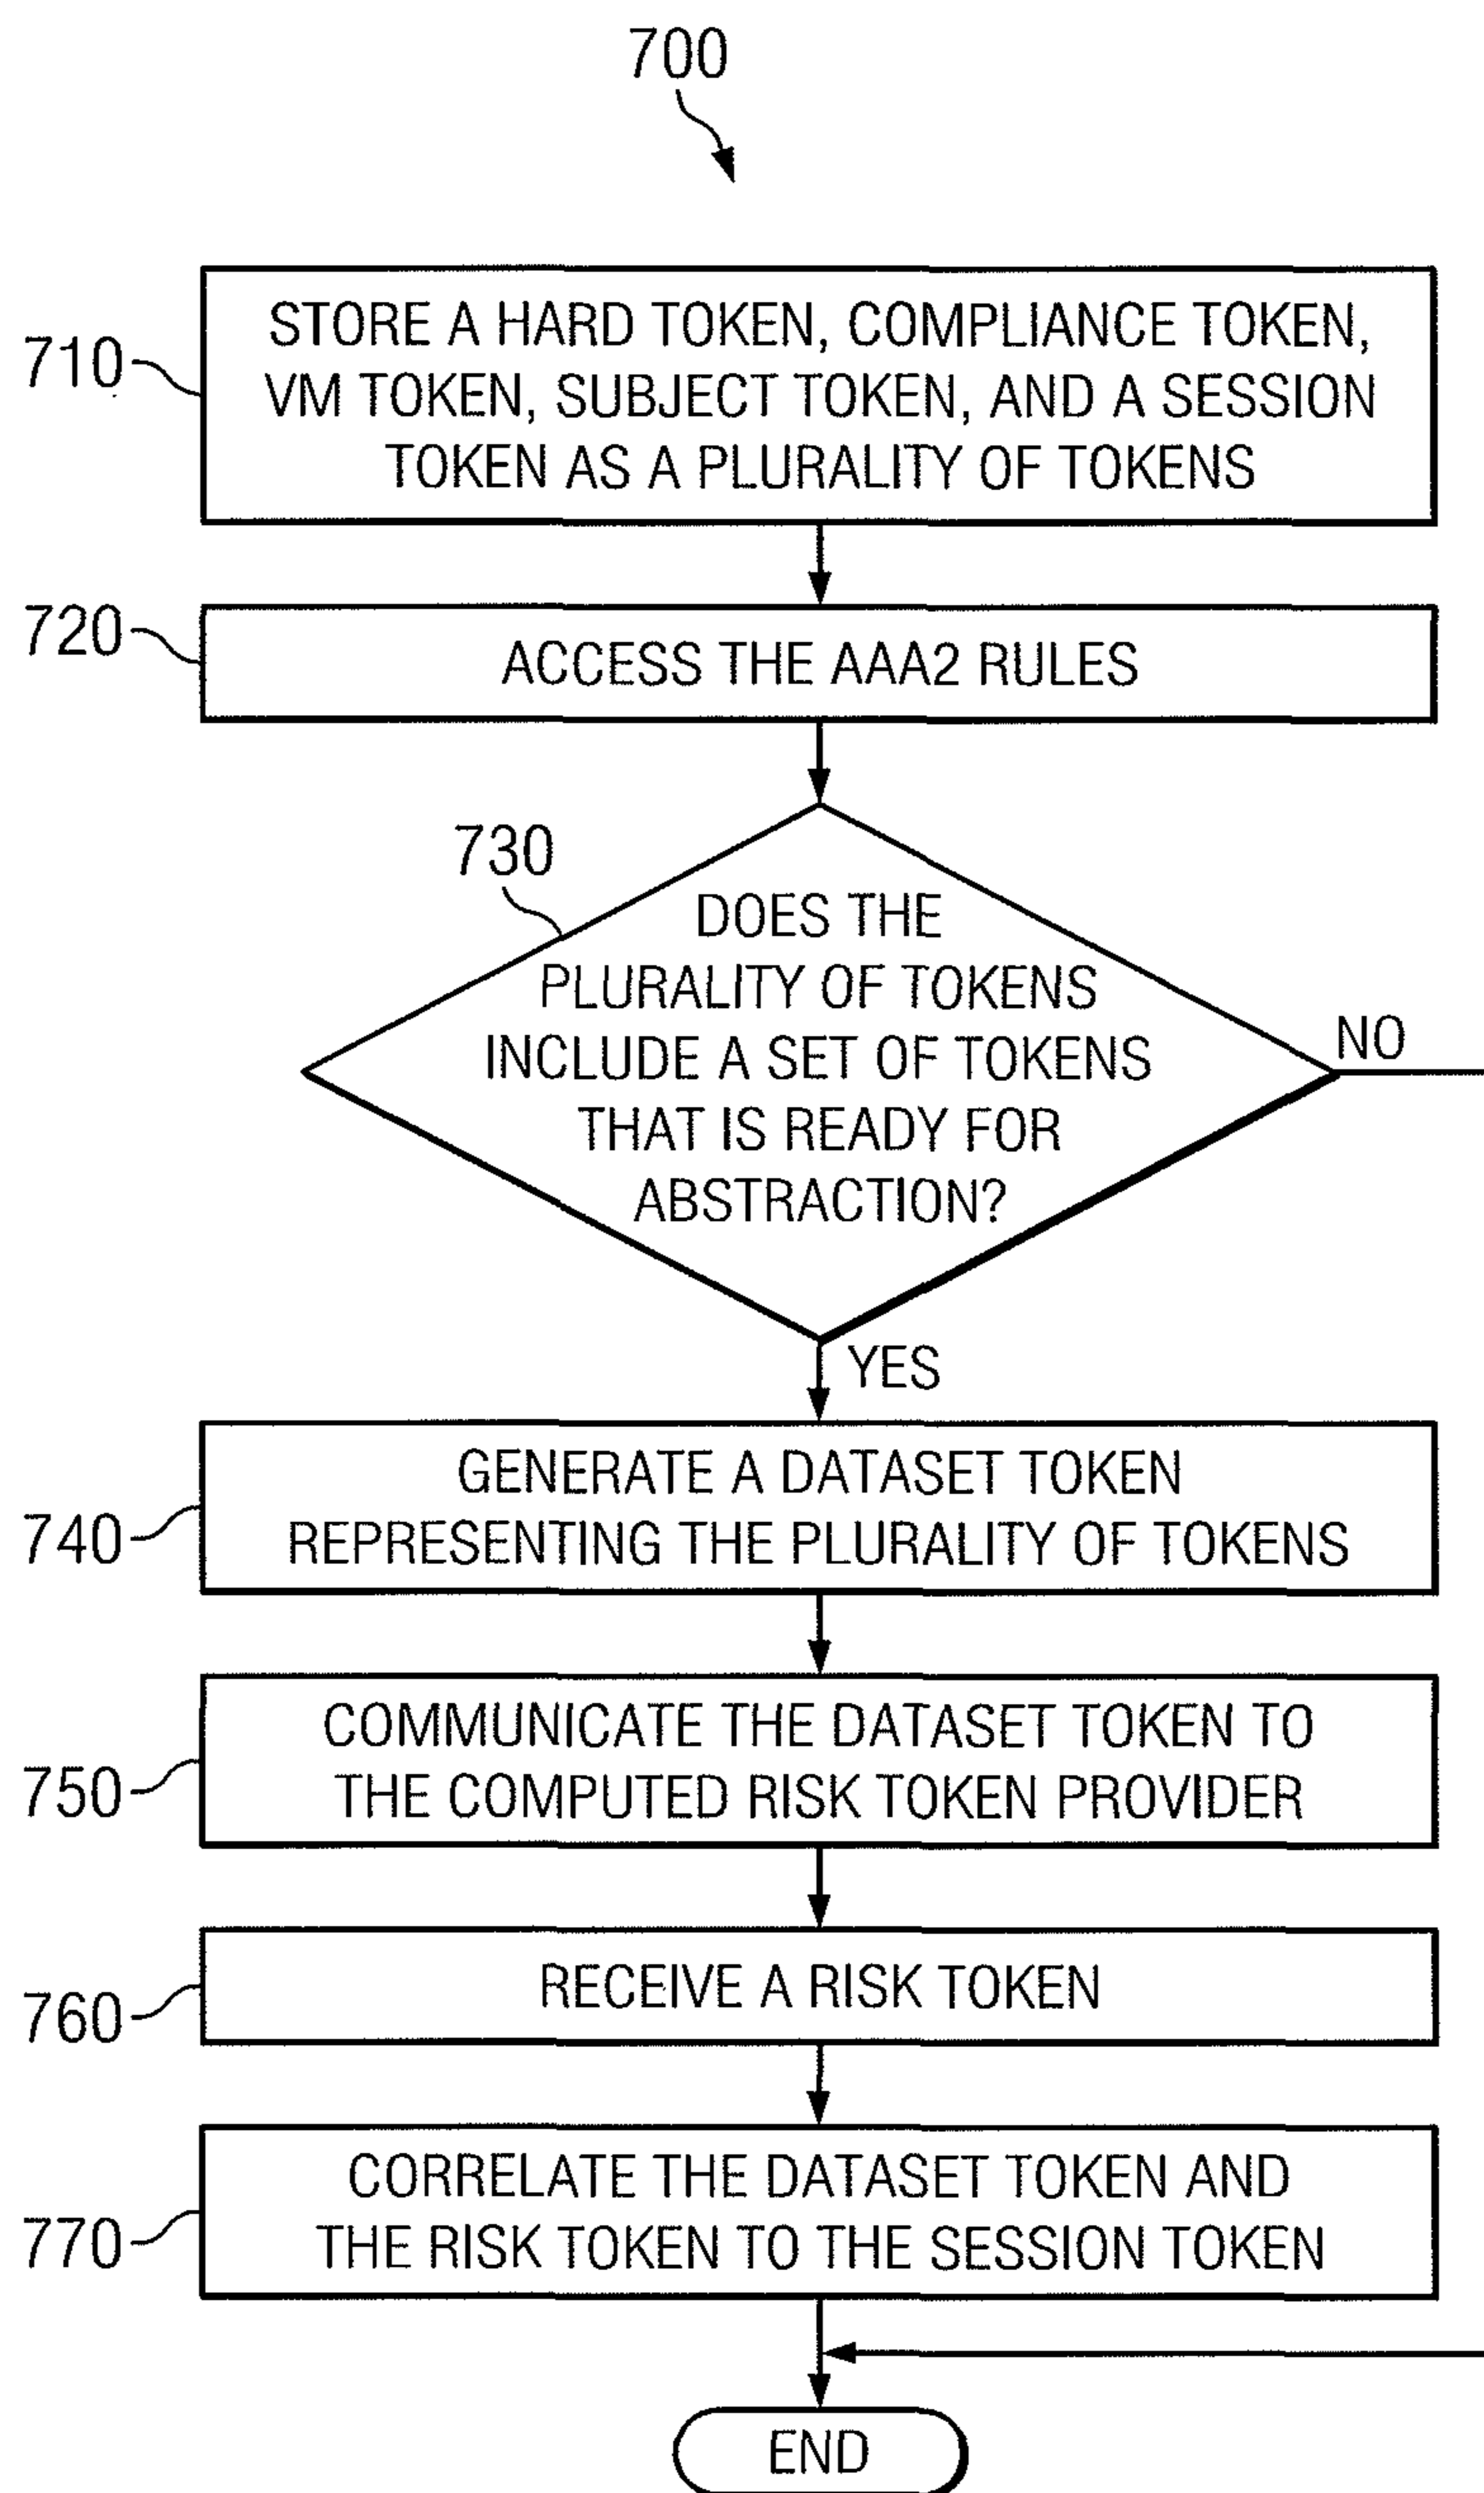 700
710
STORE A HARD TOKEN, COMPLIANCE TOKEN,
VM TOKEN, SUBJECT TOKEN, AND A SESSION
TOKEN AS A PLURALITY OF TOKENS
720
ACCESS THE AAA2 RULES
730
DOES THE
PLURALITY OF TOKENS
INCLUDE A SET OF TOKENS
THAT IS READY FOR
ABSTRACTION?
NO
YES
740
GENERATE A DATASET TOKEN
REPRESENTING THE PLURALITY OF TOKENS
750
COMMUNICATE THE DATASET TOKEN TO
THE COMPUTED RISK TOKEN PROVIDER
760
RECEIVE A RISK TOKEN
770
CORRELATE THE DATASET TOKEN AND
THE RISK TOKEN TO THE SESSION TOKEN
END